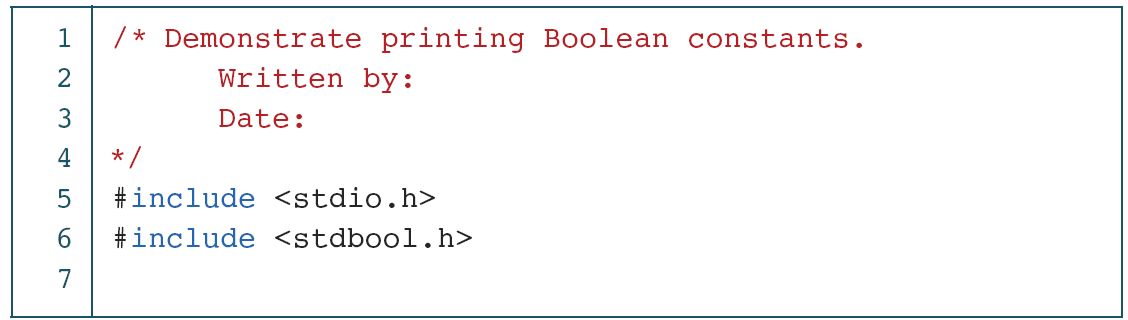 1 /* Demonstrate printing Boolean constants.
2 Written by:
3 Date:
4 */
5 #include <stdio.h>
6 #include <stdbool.h>
7